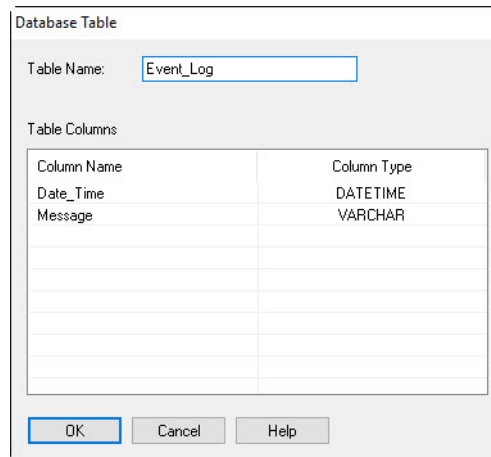 Database Table
Table Name: Event_Log
Table Columns
Column Name Column Type
Date_Time DATETIME
Message VARCHAR
OK Cancel Help